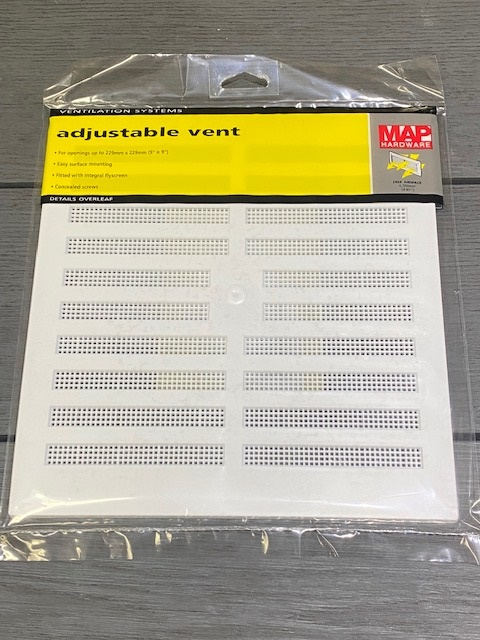 VENTILATION SYSTEMS
adjustable vent
• For openings up to 229mm x 229mm (9" x 9")
• Easy surface mounting
• Fitted with integral flyscreen
• Concealed screws
DETAILS OVERLEAF
MAP
HARDWARE